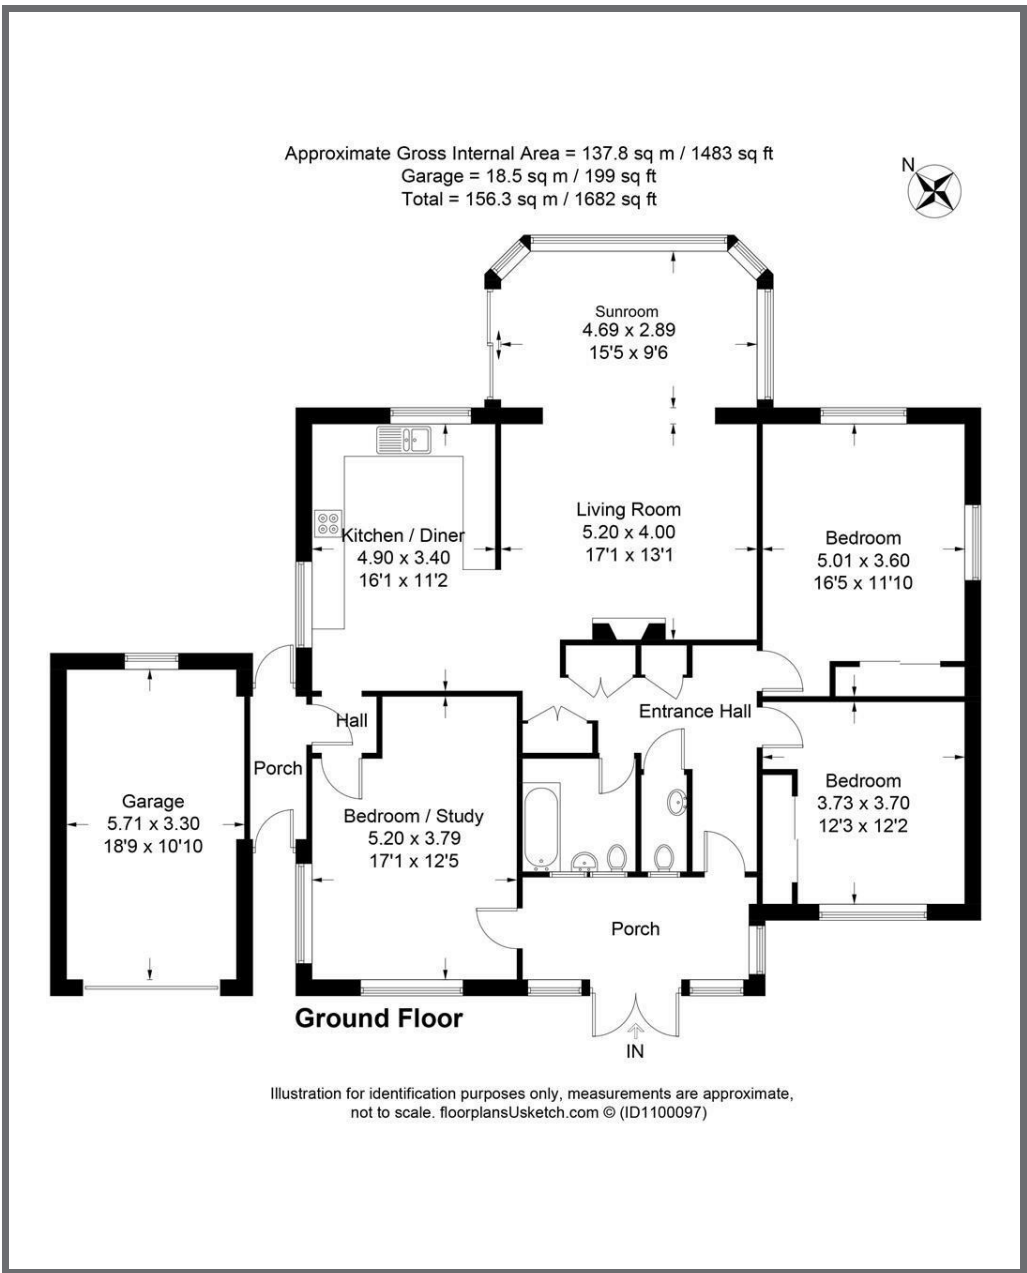 Approximate Gross Internal Area = 137.8 sq m / 1483 sq ft
Garage = 18.5 sq m / 199 sq ft
Total = 156.3 sq m / 1682 sq ft
N
Sunroom
4.69 x 2.89
15'5 x 9'6
Kitchen / Diner
4.90 x 3.40
16'1 x 11'2
Living Room
5.20 x 4.00
17'1 x 13'1
Bedroom
5.01 x 3.60
16'5 x 11'10
Hall
Entrance Hall
Porch
Garage
5.71 x 3.30
18'9 x 10'10
Bedroom / Study
5.20 x 3.79
17'1 x 12'5
Bedroom
3.73 x 3.70
12'3 x 12'2
Porch
Ground Floor
IN
Illustration for identification purposes only, measurements are approximate,
not to scale. floorplansUsketch.com © (ID1100097)